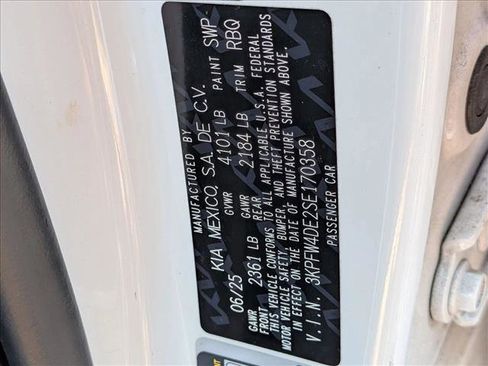 MANUFACTURED BY
KIA MEXICO, S.A. DE C.V.
06/25 GVWR 4101 LB PAINT SWP
GAWR FRONT 2361 LB GAWR REAR 2184 LB TRIM RBQ
THIS VEHICLE CONFORMS TO ALL APPLICABLE U.S.A. FEDERAL
MOTOR VEHICLE SAFETY, BUMPER, AND THEFT PREVENTION STANDARDS
IN EFFECT ON THE DATE OF MANUFACTURE SHOWN ABOVE.
V.I.N. 3KPFW4DE2SE170358
PASSENGER CAR